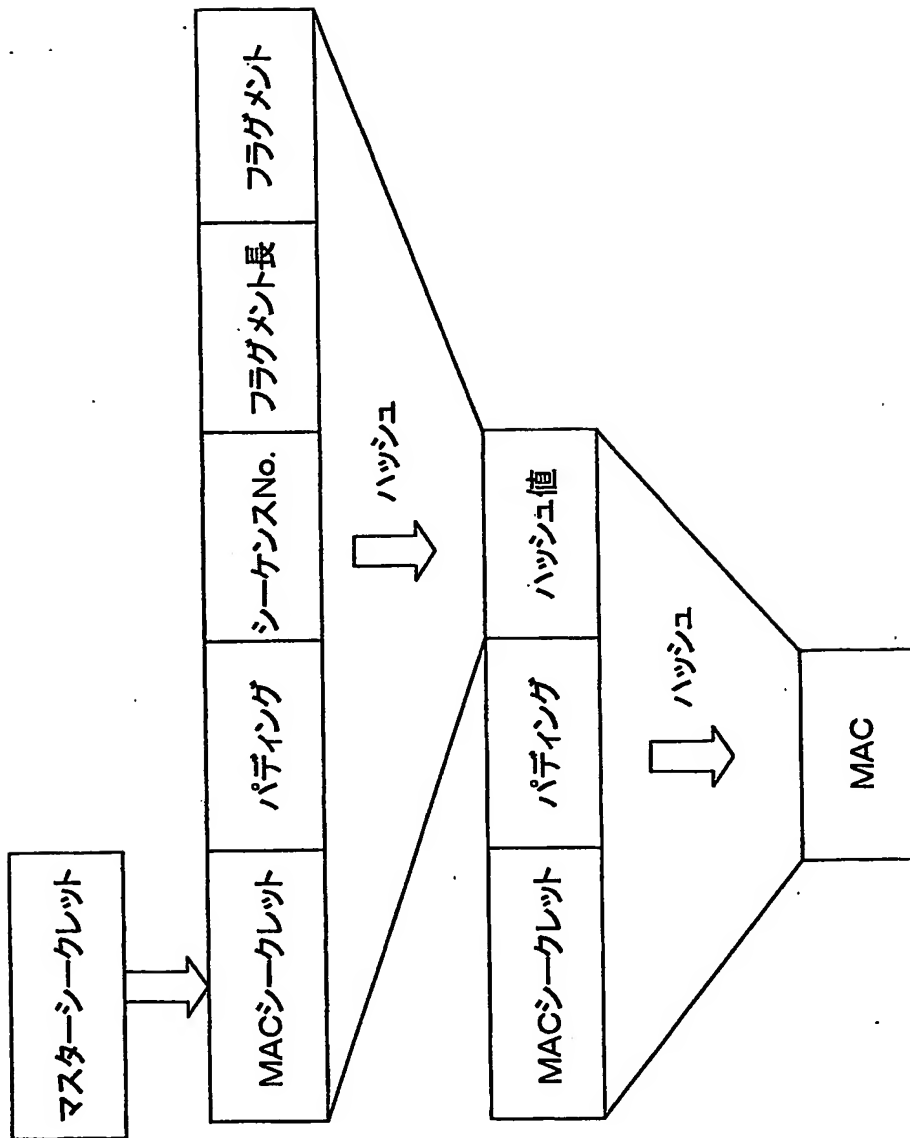 マスターシークレット
MACシークレット
パディング
シーケンスNo.
フラグメント長
フラグメント
ハッシュ
MACシークレット
パディング
ハッシュ値
ハッシュ
MAC